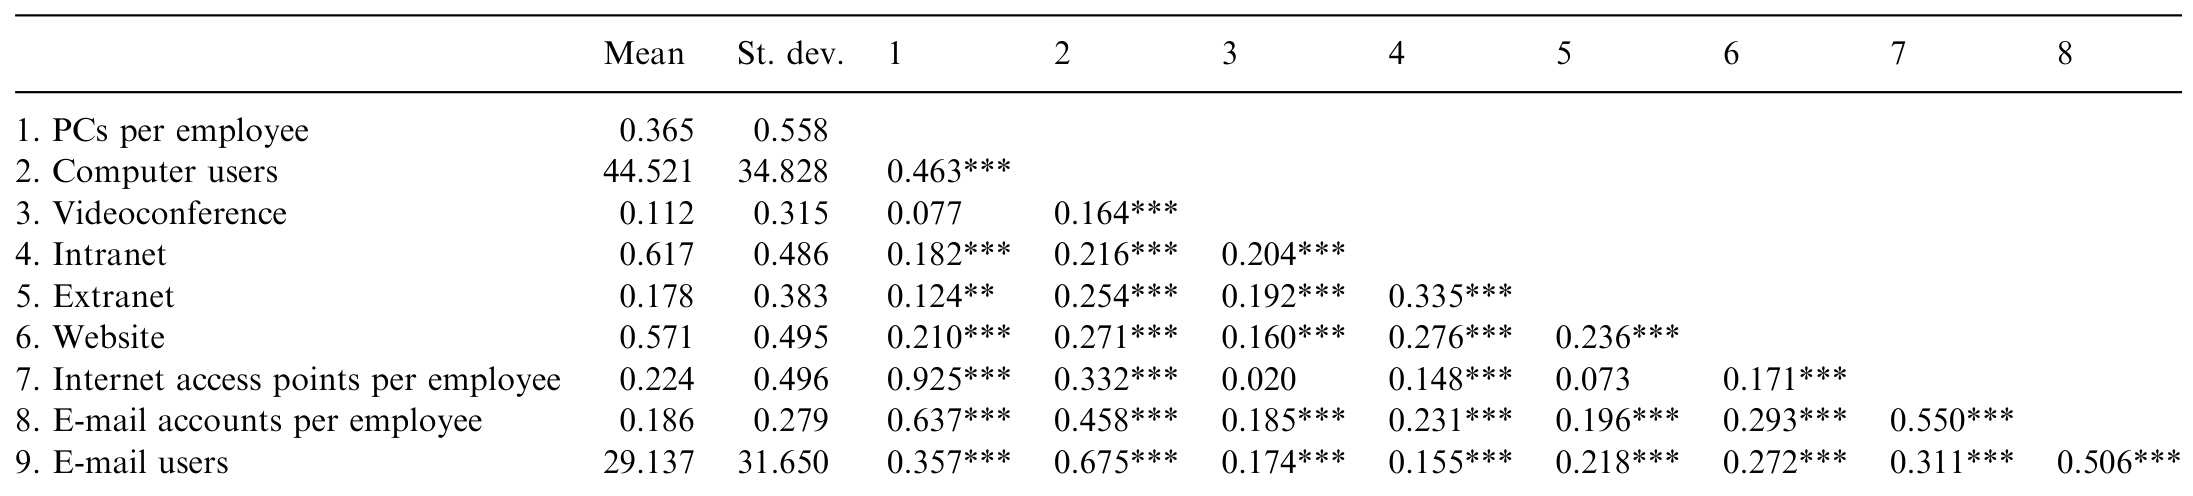 Mean St. dev. 1 2 3 4 5 6 7 8
1. PCs per employee 0.365 0.558
2. Computer users 44.521 34.828 0.463***
3. Videoconference 0.112 0.315 0.077 0.164***
4. Intranet 0.617 0.486 0.182*** 0.216*** 0.204***
5. Extranet 0.178 0.383 0.124** 0.254*** 0.192*** 0.335***
6. Website 0.571 0.495 0.210*** 0.271*** 0.160*** 0.276*** 0.236***
7. Internet access points per employee 0.224 0.496 0.925*** 0.332*** 0.020 0.148*** 0.073 0.171***
8. E-mail accounts per employee 0.186 0.279 0.637*** 0.458*** 0.185*** 0.231*** 0.196*** 0.293*** 0.550***
9. E-mail users 29.137 31.650 0.357*** 0.675*** 0.174*** 0.155*** 0.218*** 0.272*** 0.311*** 0.506***